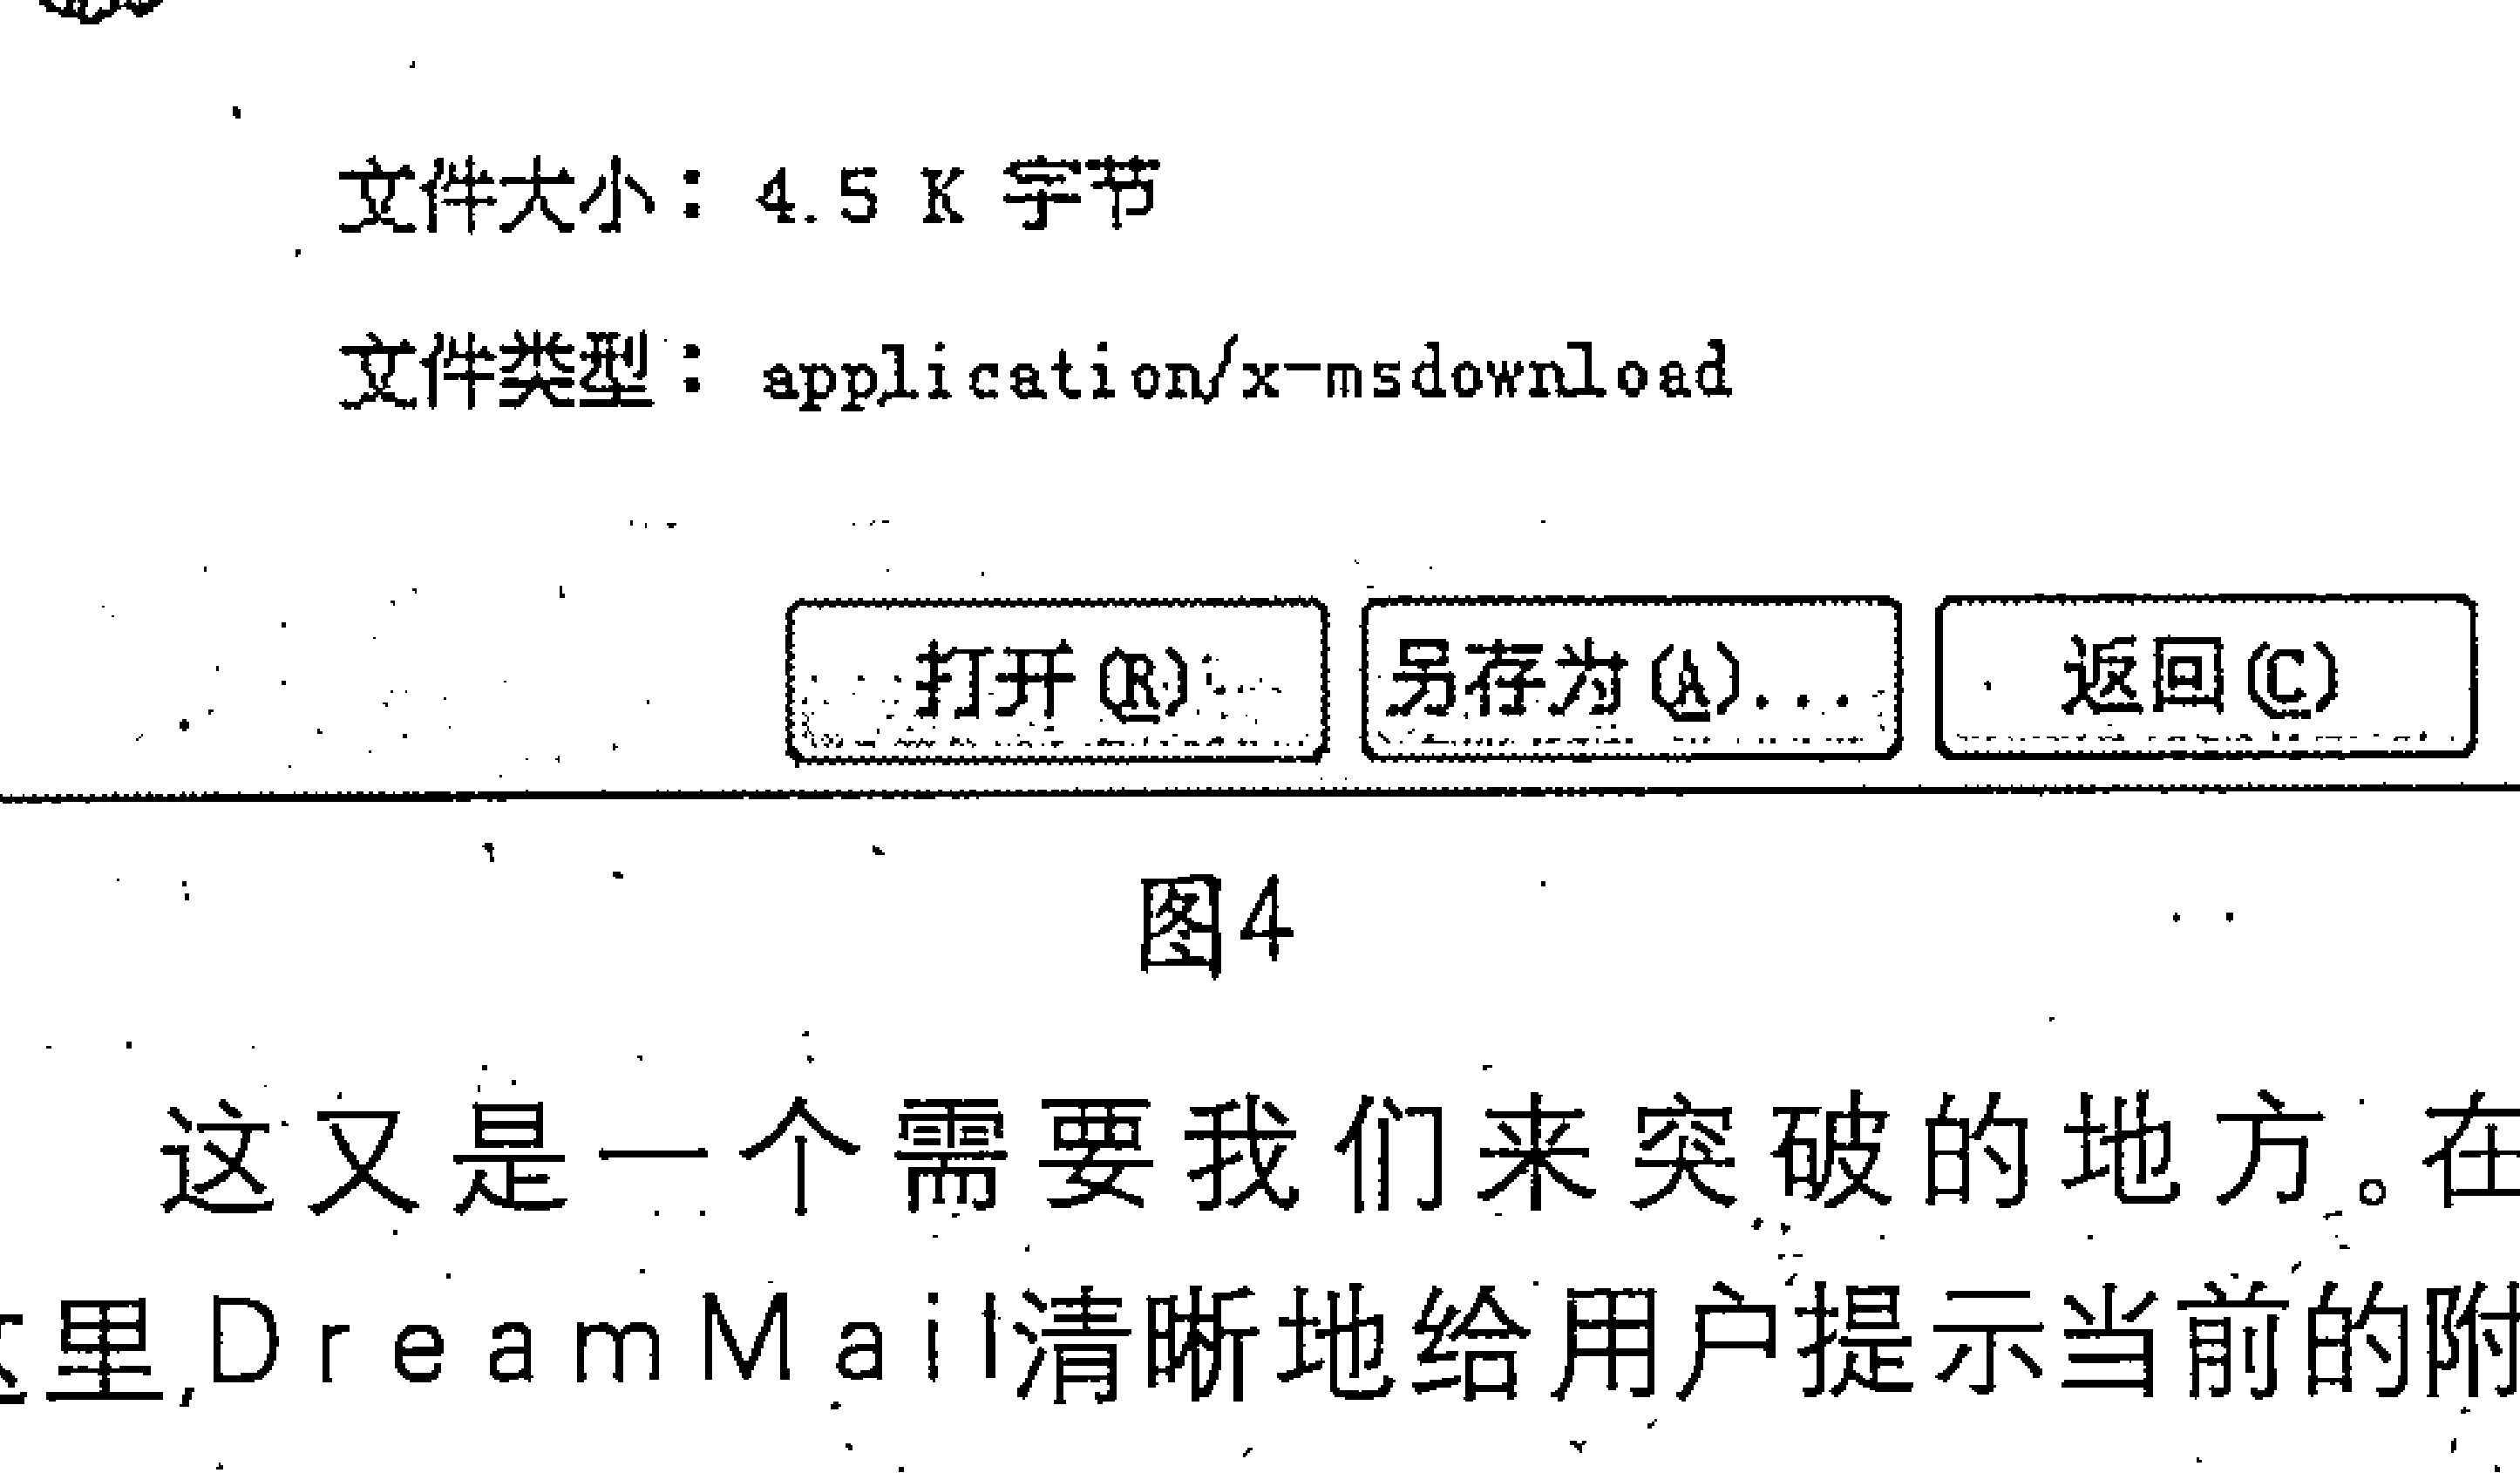 文件大小：4.5 K 字节
文件类型：application/x-msdownload
打开(R) 另存为(A)... 返回(C)
图4
这又是一个需要我们来突破的地方。在
这里,DreamMail清晰地给用户提示当前的附